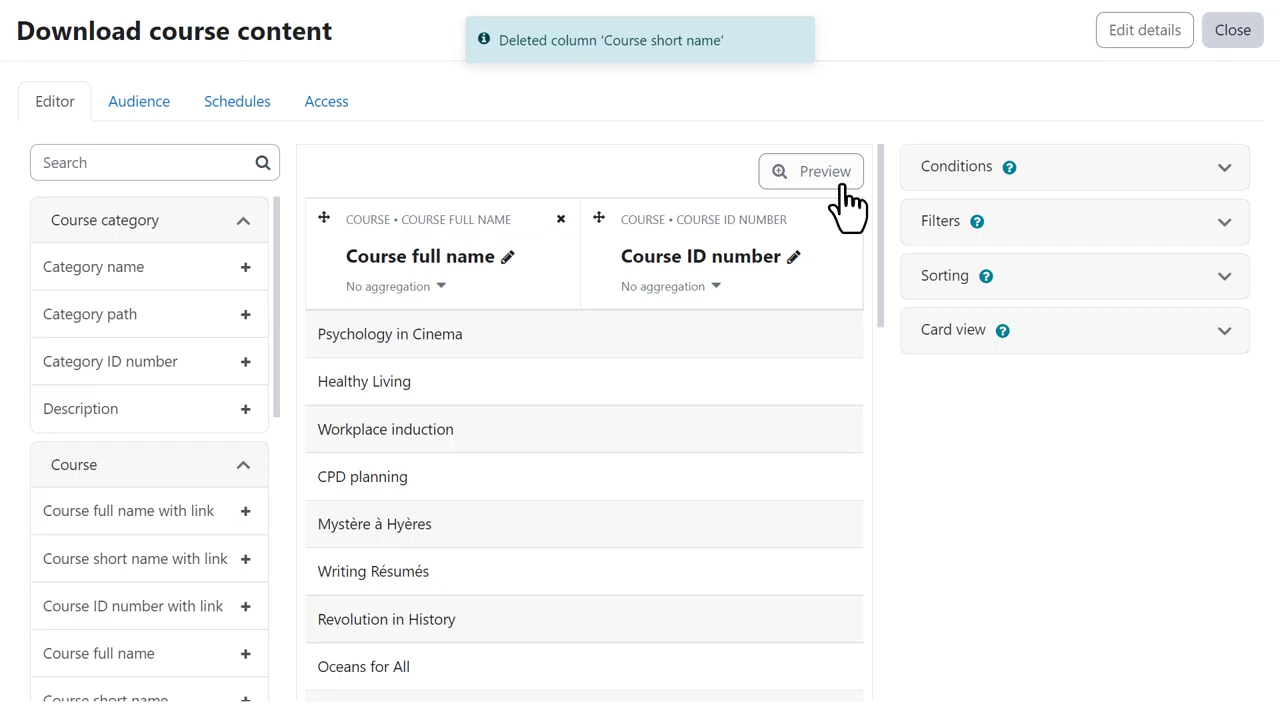 Download course content
Deleted column 'Course short name'
Edit details
Close
Editor
Audience
Schedules
Access
Search
Course category
Category name
Category path
Category ID number
Description
Course
Course full name with link
Course short name with link
Course ID number with link
Course full name
Course short name
Preview
COURSE • COURSE FULL NAME
COURSE • COURSE ID NUMBER
Course full name
Course ID number
No aggregation
No aggregation
Psychology in Cinema
Healthy Living
Workplace induction
CPD planning
Mystère à Hyères
Writing Résumés
Revolution in History
Oceans for All
Conditions
Filters
Sorting
Card view